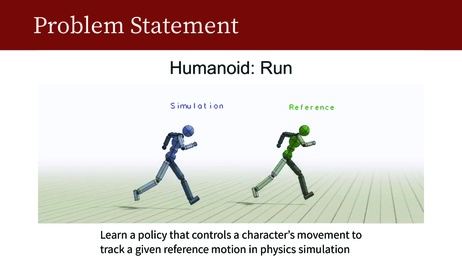 Problem Statement
Humanoid: Run
Simulation
Reference
Learn a policy that controls a character's movement to
track a given reference motion in physics simulation